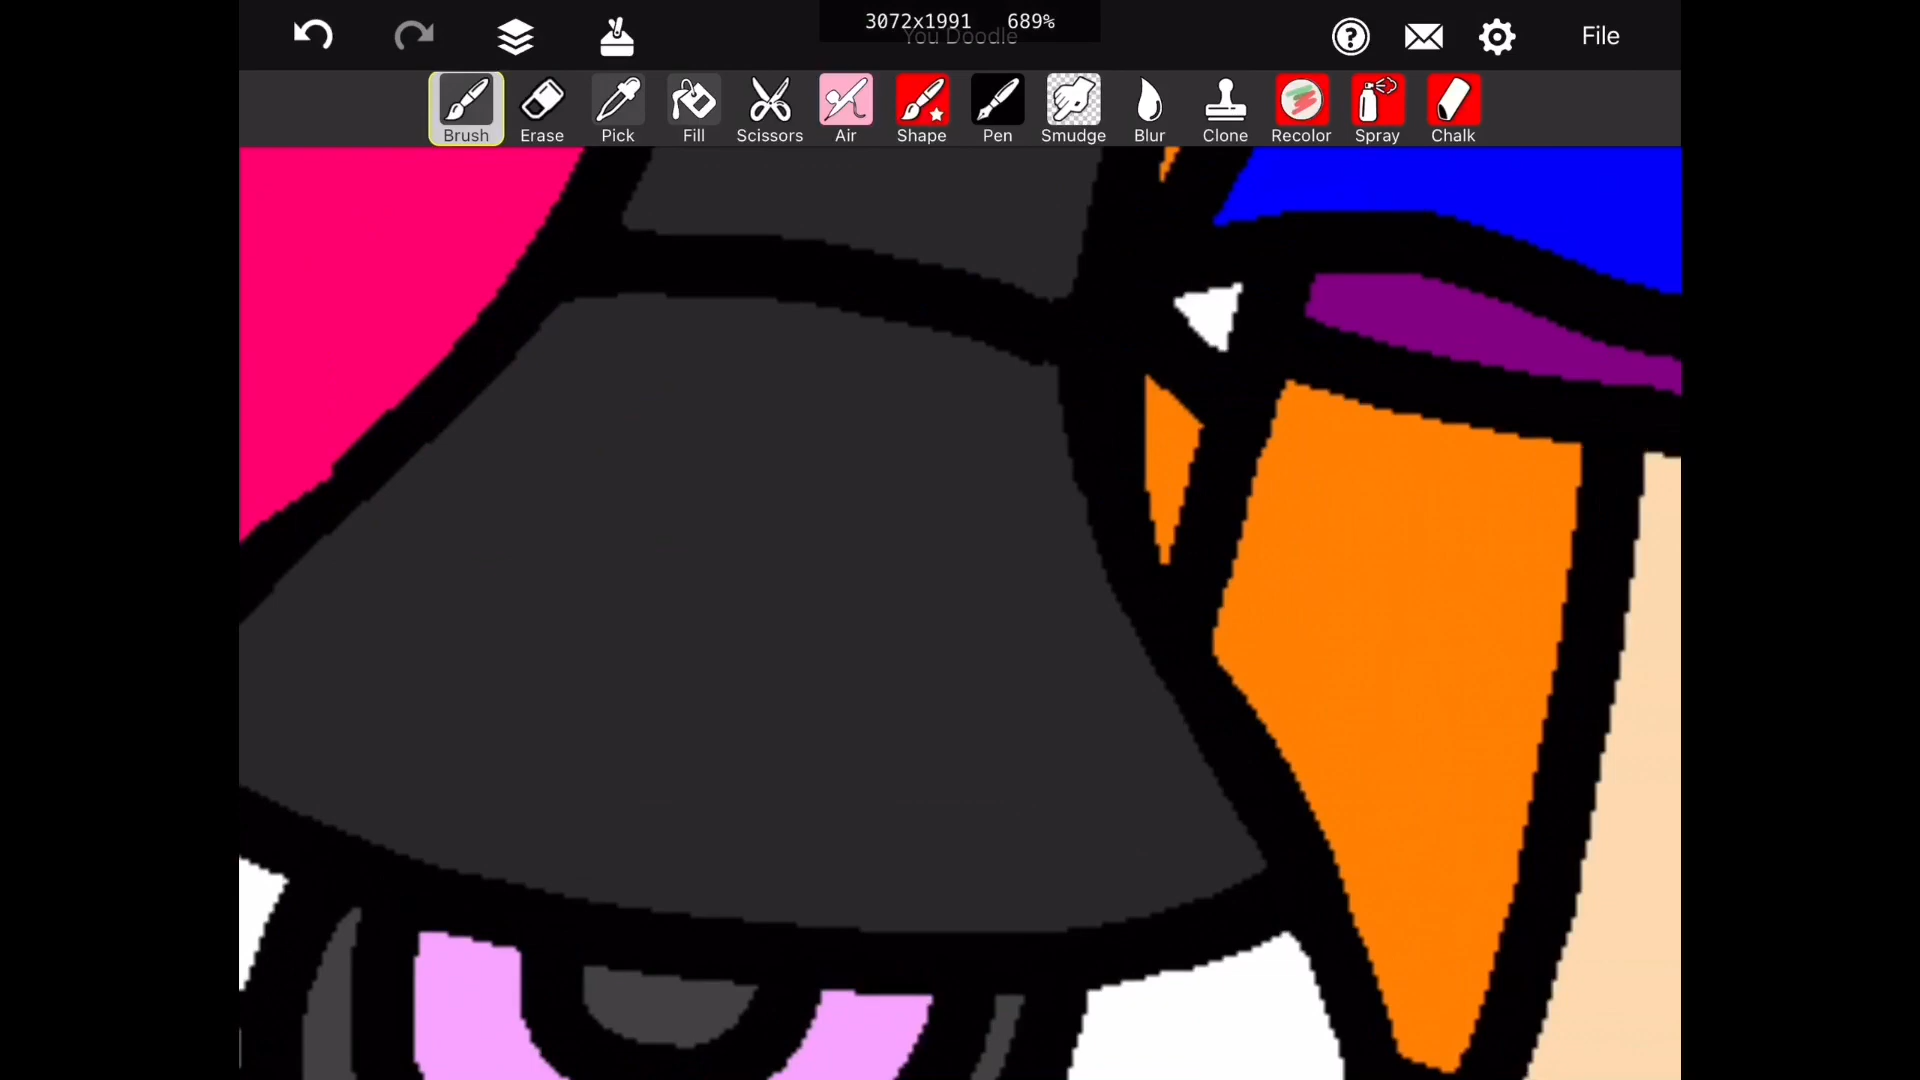 3072x1991 689%
You Doodle
File
Brush Erase Pick Fill Scissors Air Shape Pen Smudge Blur Clone Recolor Spray Chalk